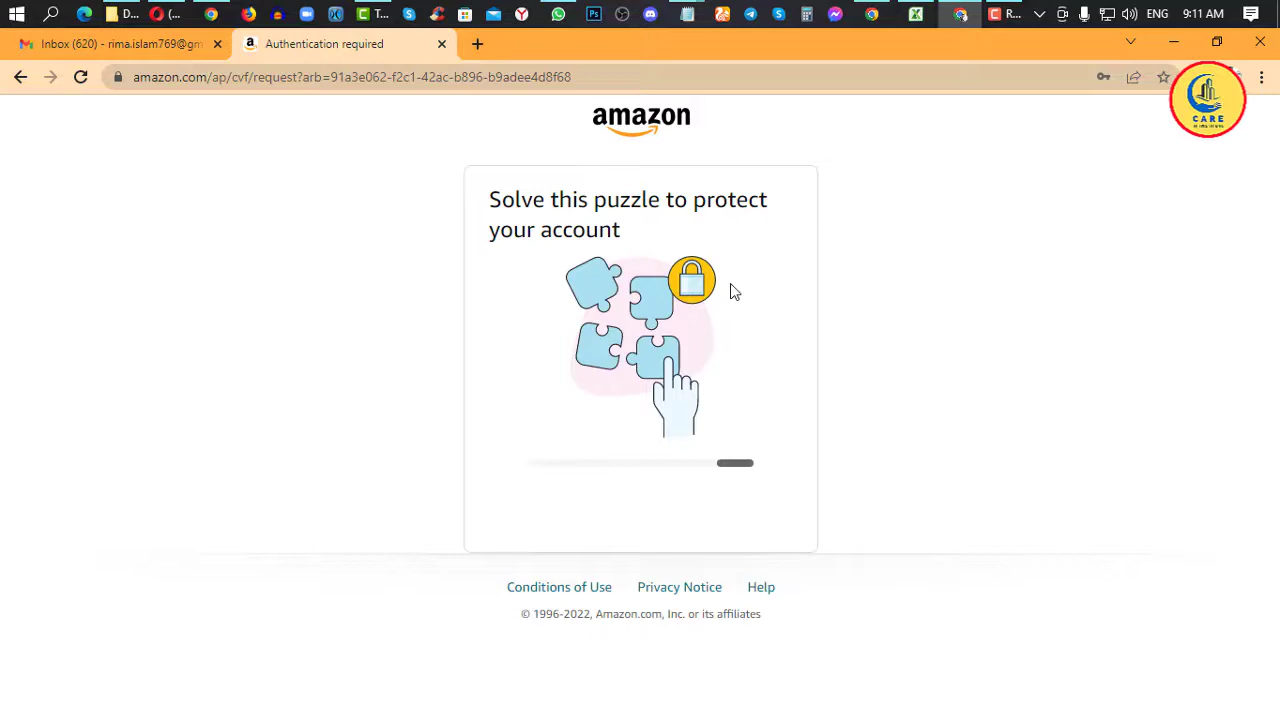 D...
(...
T...
R...
ENG
9:11 AM
Inbox (620) - rima.islam769@gm
Authentication required
amazon.com/ap/cvf/request?arb=91a3e062-f2c1-42ac-b896-b9adee4d8f68
CARE
amazon
Solve this puzzle to protect
your account
Conditions of Use
Privacy Notice
Help
© 1996-2022, Amazon.com, Inc. or its affiliates